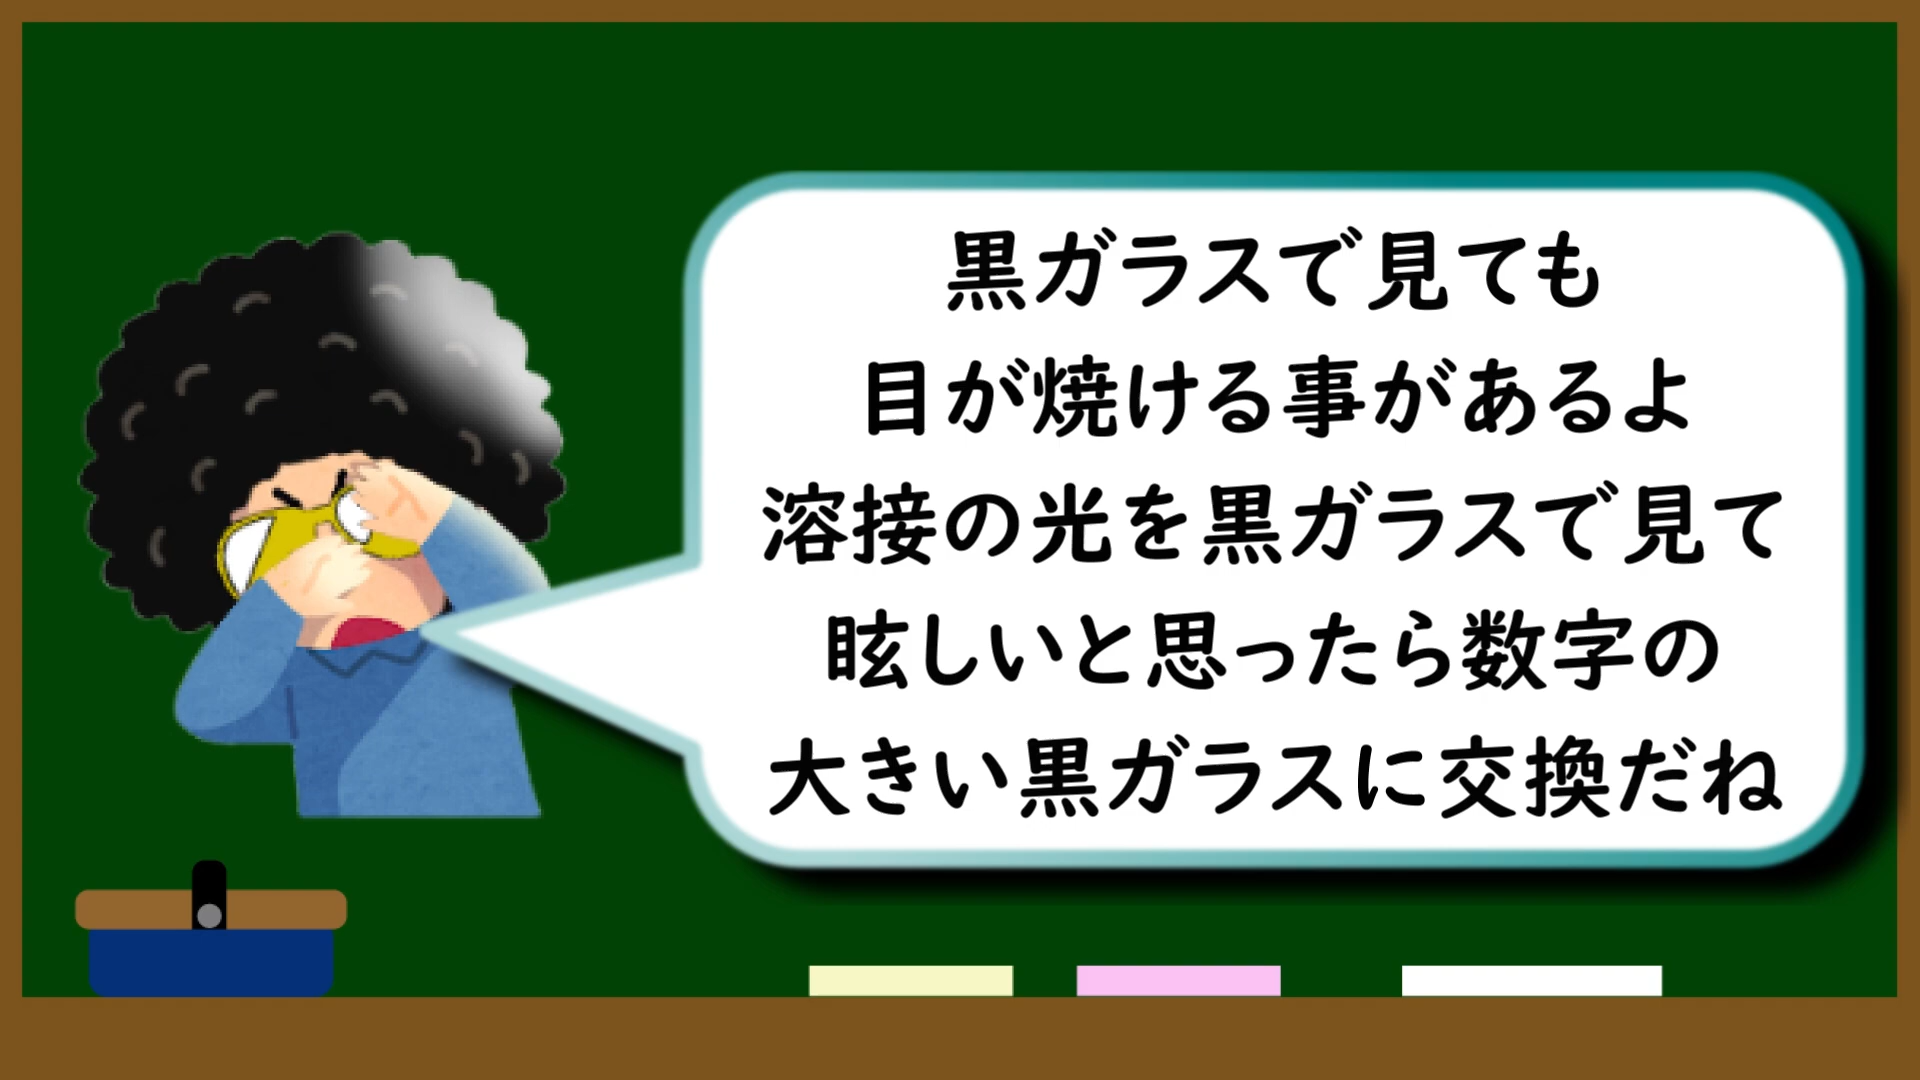 黒ガラスで見ても
目が焼ける事があるよ
溶接の光を黒ガラスで見て
眩しいと思ったら数字の
大きい黒ガラスに交換だね